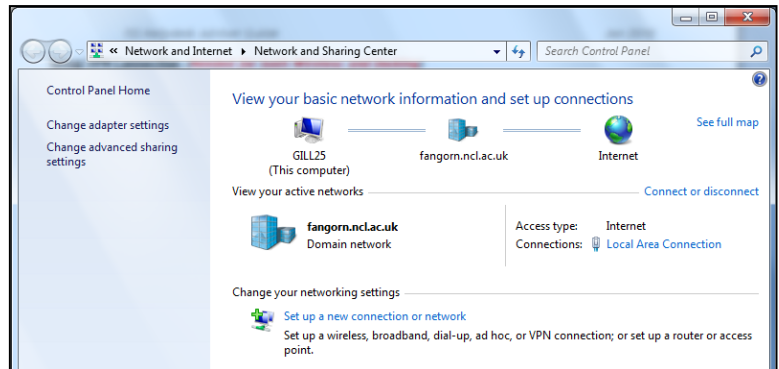 « Network and Internet ▸ Network and Sharing Center
Search Control Panel
Control Panel Home
Change adapter settings
Change advanced sharing
settings
View your basic network information and set up connections
See full map
GILL25
(This computer)
fangorn.ncl.ac.uk
Internet
View your active networks
Connect or disconnect
fangorn.ncl.ac.uk
Domain network
Access type: Internet
Connections: Local Area Connection
Change your networking settings
Set up a new connection or network
Set up a wireless, broadband, dial-up, ad hoc, or VPN connection; or set up a router or access
point.